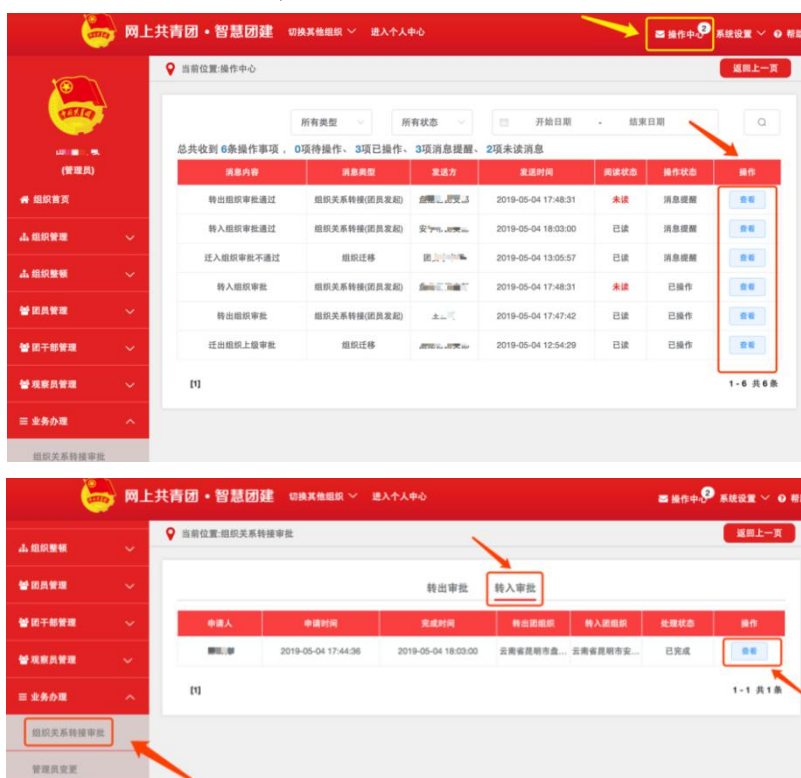 网上共青团·智慧团建 切换其他组织 进入个人中心 操作中心 2 系统设置 帮
当前位置:操作中心 返回上一页
所有类型 所有状态 开始日期 - 结束日期
(管理员)
总共收到 6条操作事项， 0项待操作、 3项已操作、 3项消息提醒、 2项未读消息
消息内容 消息类型 发送方 发送时间 阅读状态 操作状态 操作
组织首页
转出组织审批通过 组织关系转接(团员发起) 2019-05-04 17:48:31 未读 消息提醒 查看
组织管理
转入组织审批通过 组织关系转接(团员发起) 2019-05-04 18:03:00 已读 消息提醒 查看
迁入组织审批不通过 组织迁移 2019-05-04 13:05:57 已读 消息提醒 查看
组织整顿
转入组织审批 组织关系转接(团员发起) 2019-05-04 17:48:31 未读 已操作 查看
团员管理
转出组织审批 组织关系转接(团员发起) 2019-05-04 17:47:42 已读 已操作 查看
团干部管理
迁出组织上级审批 组织迁移 2019-05-04 12:54:29 已读 已操作 查看
观察员管理
[1] 1-6 共6条
业务办理
组织关系转接审批
网上共青团·智慧团建 切换其他组织 进入个人中心 操作中心 2 系统设置 帮
当前位置:组织关系转接审批 返回上一页
组织整顿
团员管理
转出审批 转入审批
团干部管理
申请人 申请时间 完成时间 转出团组织 转入团组织 处理状态 操作
2019-05-04 17:44:36 2019-05-04 18:03:00 云南省昆明市盘... 云南省昆明市安... 已完成 查看
观察员管理
[1] 1-1 共1条
业务办理
组织关系转接审批
管理员变更